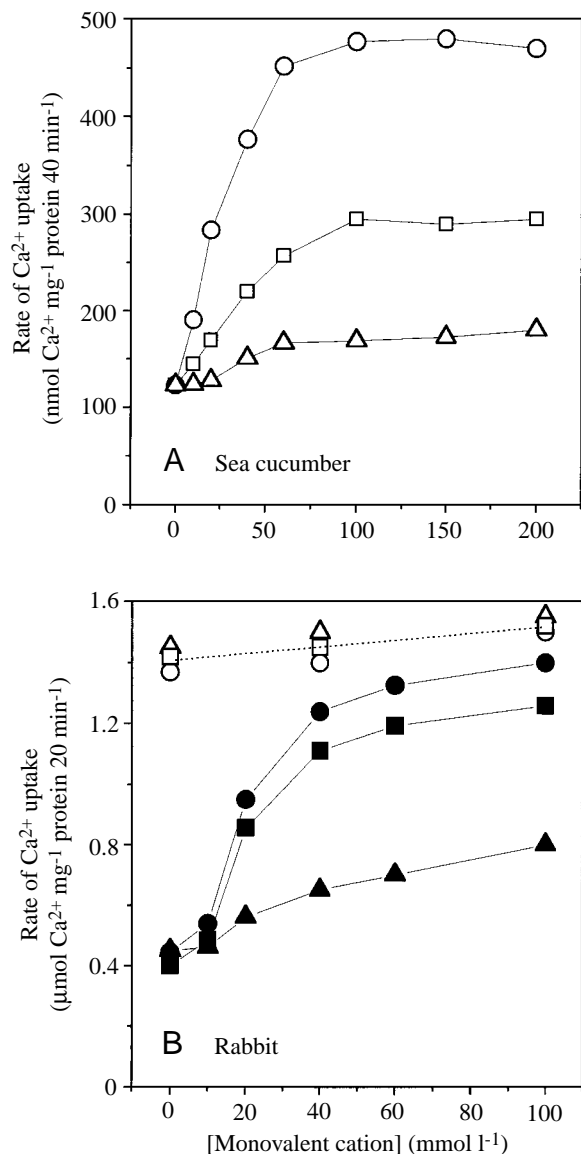 500
400
300
200
100
0
Rate of Ca2+ uptake
(nmol Ca2+ mg-1 protein 40 min-1)
A Sea cucumber
0 50 100 150 200
1.6
1.2
0.8
0.4
0
Rate of Ca2+ uptake
(μmol Ca2+ mg-1 protein 20 min-1)
B Rabbit
0 20 40 60 80 100
[Monovalent cation] (mmol l-1)